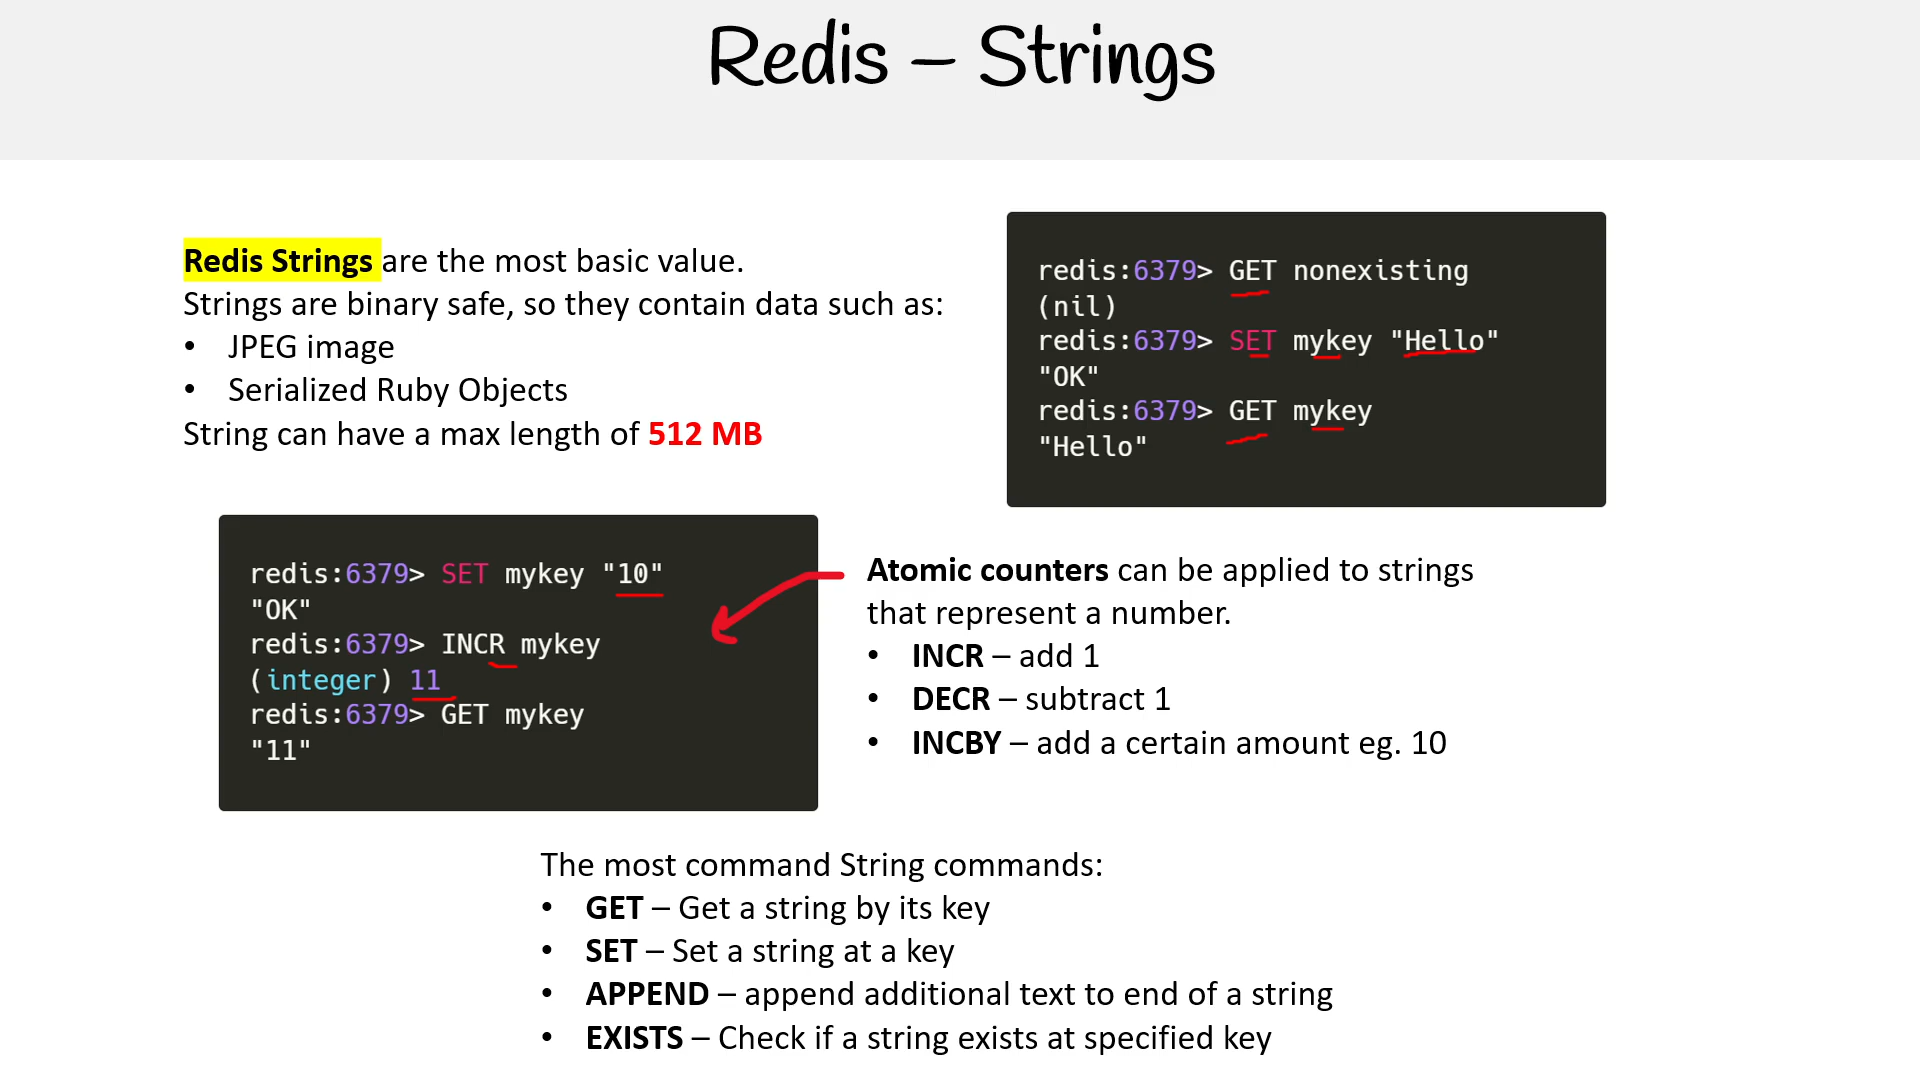 Redis – Strings
Redis Strings are the most basic value.
Strings are binary safe, so they contain data such as:
• JPEG image
• Serialized Ruby Objects
String can have a max length of 512 MB
redis:6379> GET nonexisting
(nil)
redis:6379> SET mykey "Hello"
"OK"
redis:6379> GET mykey
"Hello"
redis:6379> SET mykey "10"
"OK"
redis:6379> INCR mykey
(integer) 11
redis:6379> GET mykey
"11"
Atomic counters can be applied to strings
that represent a number.
• INCR – add 1
• DECR – subtract 1
• INCBY – add a certain amount eg. 10
The most command String commands:
• GET – Get a string by its key
• SET – Set a string at a key
• APPEND – append additional text to end of a string
• EXISTS – Check if a string exists at specified key